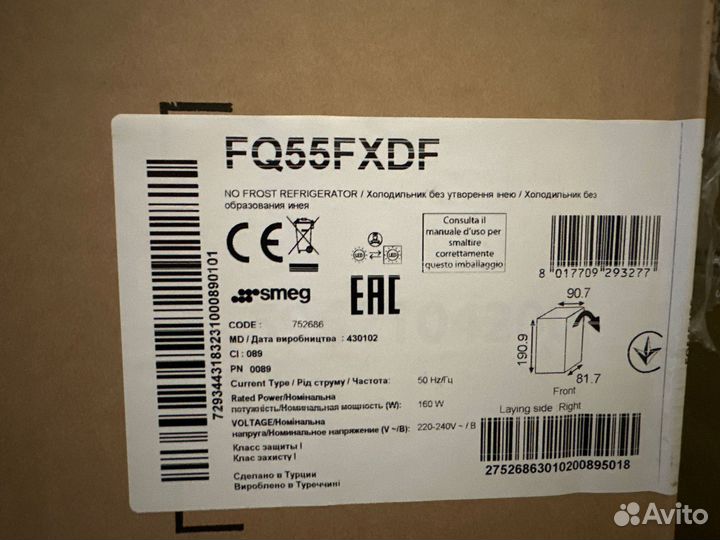 FQ55FXDF
NO FROST REFRIGERATOR / Холодильник без утворення інею / Холодильник без
образования инея
Consulta il
manuale d'uso per
smaltire
correttamente
questo imballaggio
CE
LED
LED
8 017709 293277
smeg
EAC
90.7
190.9
81.7
Front
Laying side Right
CODE : 752686
MD / Дата виробництва : 430102
CI : 089
PN 0089
Current Type / Рід струму / Частота: 50 Hz/Гц
Rated Power/Номінальна
потужність/Номинальная мощность (W): 160 W
VOLTAGE/Номінальна
напруга/Номинальное напряжение (V ~/В): 220-240V ~ / В
Класс защиты I
Клас захисту I
Сделано в Турции
Вироблено в Туреччині
7293443183231000890101
27526863010200895018
Avito